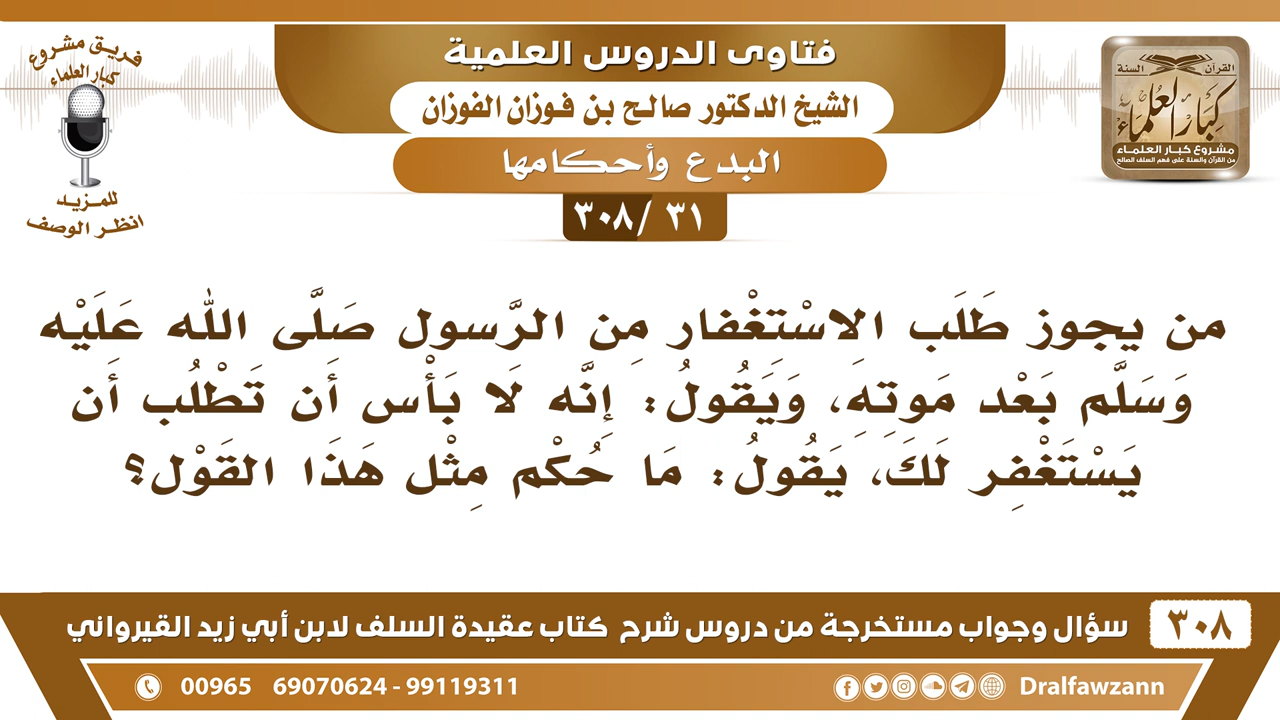 فتاوى الدروس العلمية
الشيخ الدكتور صالح بن فوزان الفوزان
البدع وأحكامها
٣١ /٣٠٨
فريق مشروع
كبار العلماء
للمزيد
انظر الوصف
القرآن السنة
كبار العلماء
مشروع كبار العلماء
من القرآن والسنة على فهم السلف الصالح
من يجوز طَلَب الاسْتغْفار مِنِ الرَّسول صَلَّى اللَّه عَلَيْه
وَسَلَّم بَعْد مَوتِهِ، وَيَقُولُ: إنَّه لَا بَأْس أَن تَطْلُب أَن
يَسْتَغْفِر لَكَ، يَقُولُ: مَا حُكْم مِثْل هَذَا القَوْل؟
٣٠٨
سؤال وجواب مستخرجة من دروس شرح كتاب عقيدة السلف لابن أبي زيد القيرواني
00965 69070624 - 99119311
Dralfawzann